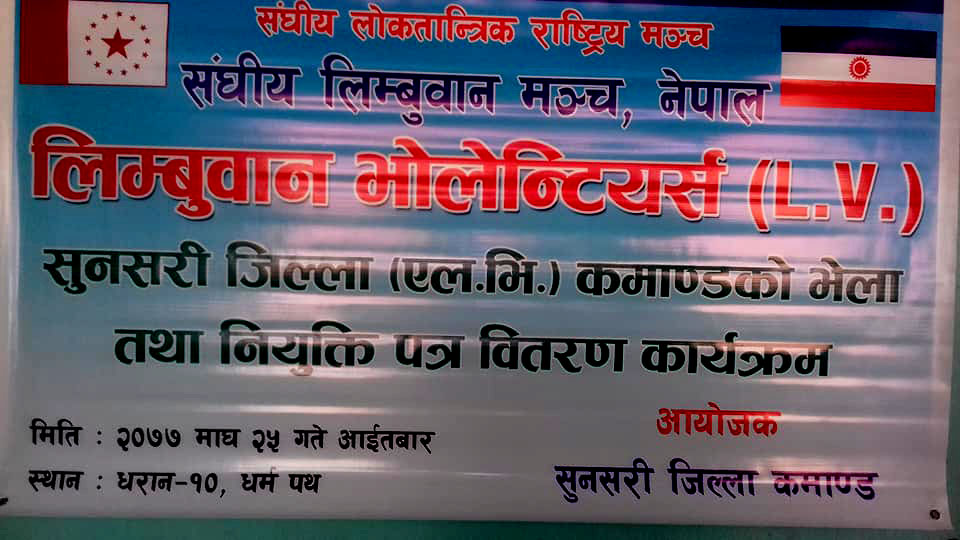 संघीय लोकतान्त्रिक राष्ट्रिय मञ्च
संघीय लिम्बुवान मञ्च, नेपाल
लिम्बुवान भोलेन्टियर्स (L.V.)
सुनसरी जिल्ला (एल.भि.) कमाण्डको भेला
तथा नियुक्ति पत्र वितरण कार्यक्रम
मिति : २०७७ माघ २५ गते आईतबार
स्थान : धरान-१०, धर्म पथ
आयोजक
सुनसरी जिल्ला कमाण्ड